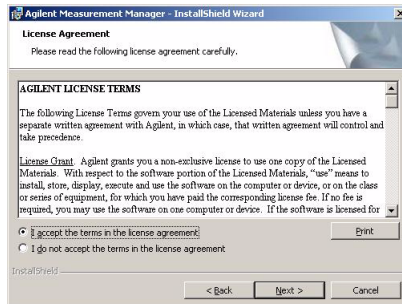 Agilent Measurement Manager - InstallShield Wizard
License Agreement
Please read the following license agreement carefully.
AGILENT LICENSE TERMS
The following License Terms govern your use of the Licensed Materials unless you have a
separate written agreement with Agilent, in which case, that written agreement will control and
take precedence.
License Grant. Agilent grants you a non-exclusive license to use one copy of the Licensed
Materials. With respect to the software portion of the Licensed Materials, “use” means to
install, store, display, execute and use the software on the computer or device, or on the class
or series of equipment, for which you have paid the corresponding license fee. If no fee is
required, you may use the software on one computer or device. If the software is licensed for
I accept the terms in the license agreement
Print
I do not accept the terms in the license agreement
InstallShield
< Back
Next >
Cancel